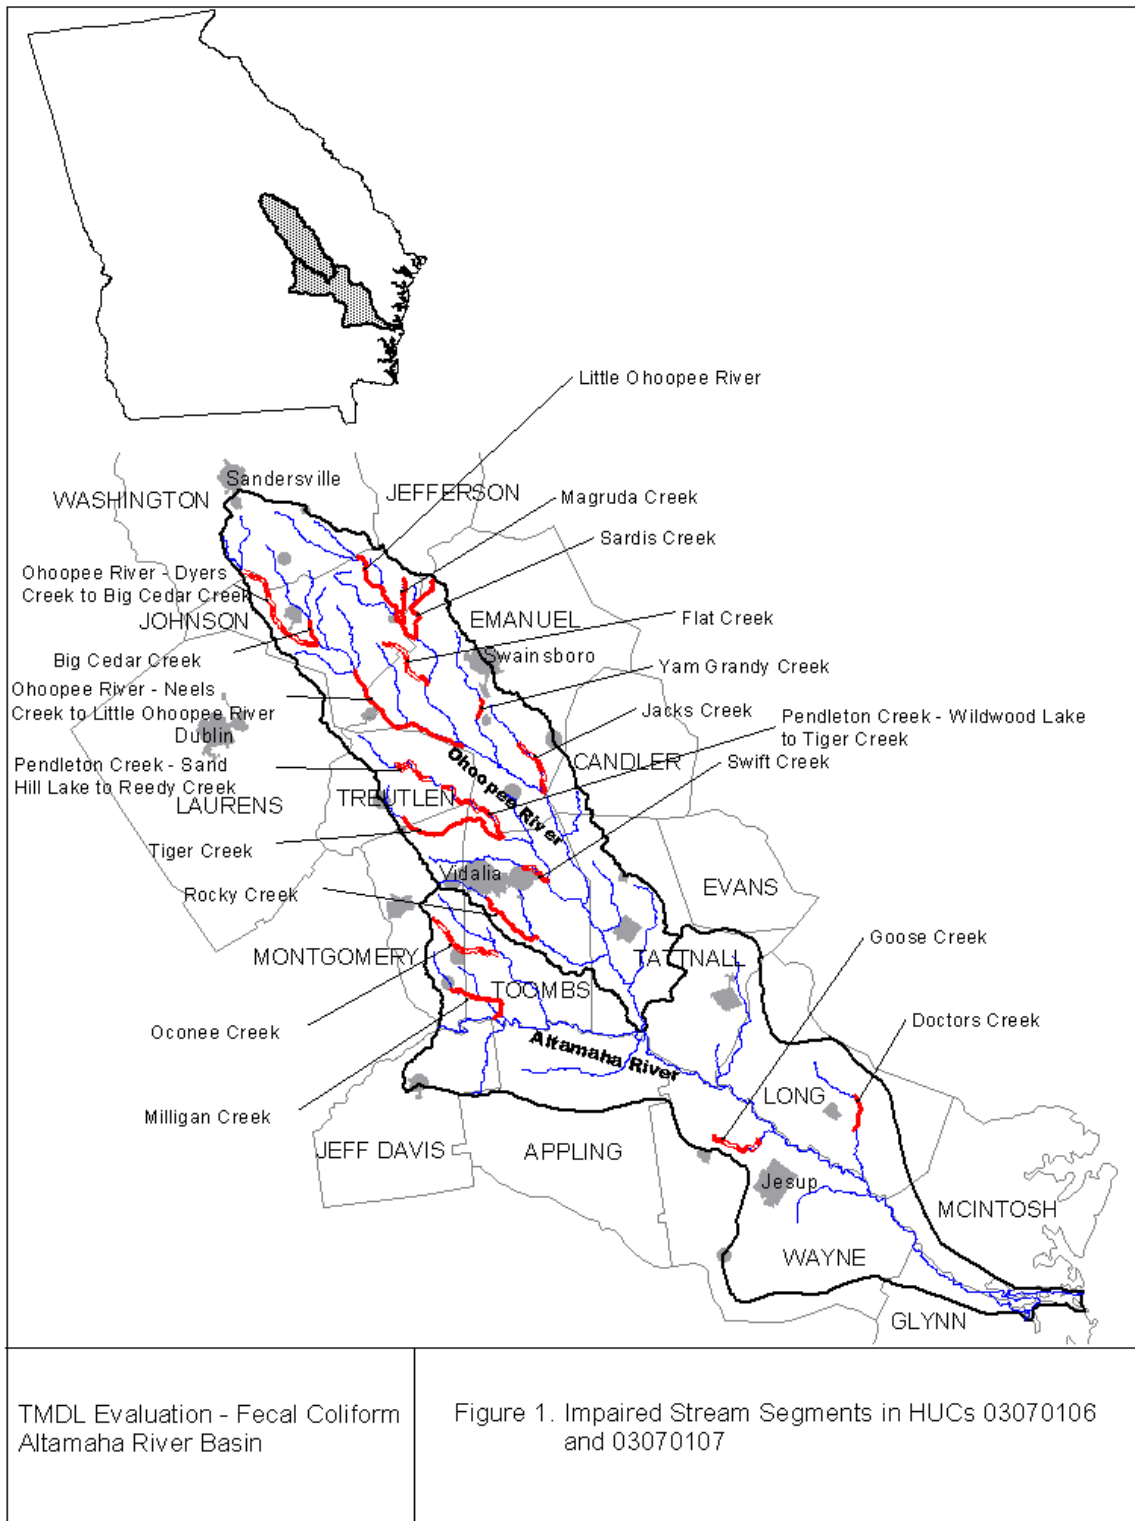 Little Ohoopee River
Sandersville
WASHINGTON
JEFFERSON
Magruda Creek
Sardis Creek
Ohoopee River - Dyers
Creek to Big Cedar Creek
JOHNSON
EMANUEL
Flat Creek
Swainsboro
Big Cedar Creek
Yam Grandy Creek
Ohoopee River - Neels
Creek to Little Ohoopee River
Dublin
Jacks Creek
Pendleton Creek - Wildwood Lake
to Tiger Creek
CANDLER
Swift Creek
Pendleton Creek - Sand
Hill Lake to Reedy Creek
LAURENS
TREUTLEN
Ohoopee River
Tiger Creek
Vidalia
Rocky Creek
EVANS
MONTGOMERY
TATTNALL
Goose Creek
TOOMBS
Oconee Creek
Doctors Creek
Altamaha River
LONG
Milligan Creek
JEFF DAVIS
APPLING
Jesup
MCINTOSH
WAYNE
GLYNN
TMDL Evaluation - Fecal Coliform
Altamaha River Basin
Figure 1. Impaired Stream Segments in HUCs 03070106
and 03070107